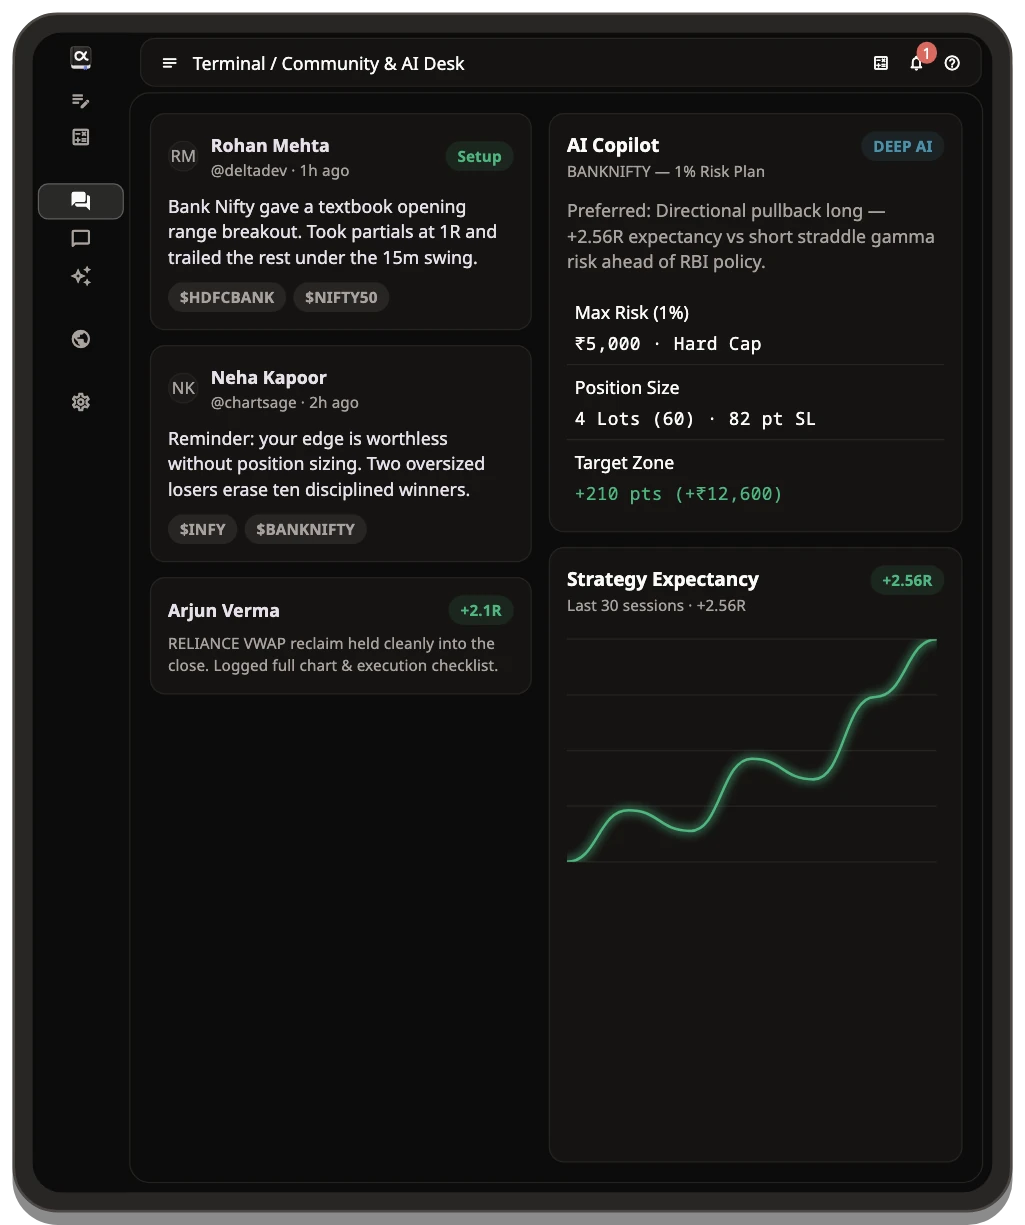 α
Terminal / Community & AI Desk
1
RM
Rohan Mehta
@deltadev · 1h ago
Setup
Bank Nifty gave a textbook opening
range breakout. Took partials at 1R and
trailed the rest under the 15m swing.
$HDFCBANK
$NIFTY50
NK
Neha Kapoor
@chartsage · 2h ago
Reminder: your edge is worthless
without position sizing. Two oversized
losers erase ten disciplined winners.
$INFY
$BANKNIFTY
Arjun Verma
+2.1R
RELIANCE VWAP reclaim held cleanly into the
close. Logged full chart & execution checklist.
AI Copilot
DEEP AI
BANKNIFTY — 1% Risk Plan
Preferred: Directional pullback long —
+2.56R expectancy vs short straddle gamma
risk ahead of RBI policy.
Max Risk (1%)
₹5,000 · Hard Cap
Position Size
4 Lots (60) · 82 pt SL
Target Zone
+210 pts (+₹12,600)
Strategy Expectancy
+2.56R
Last 30 sessions · +2.56R